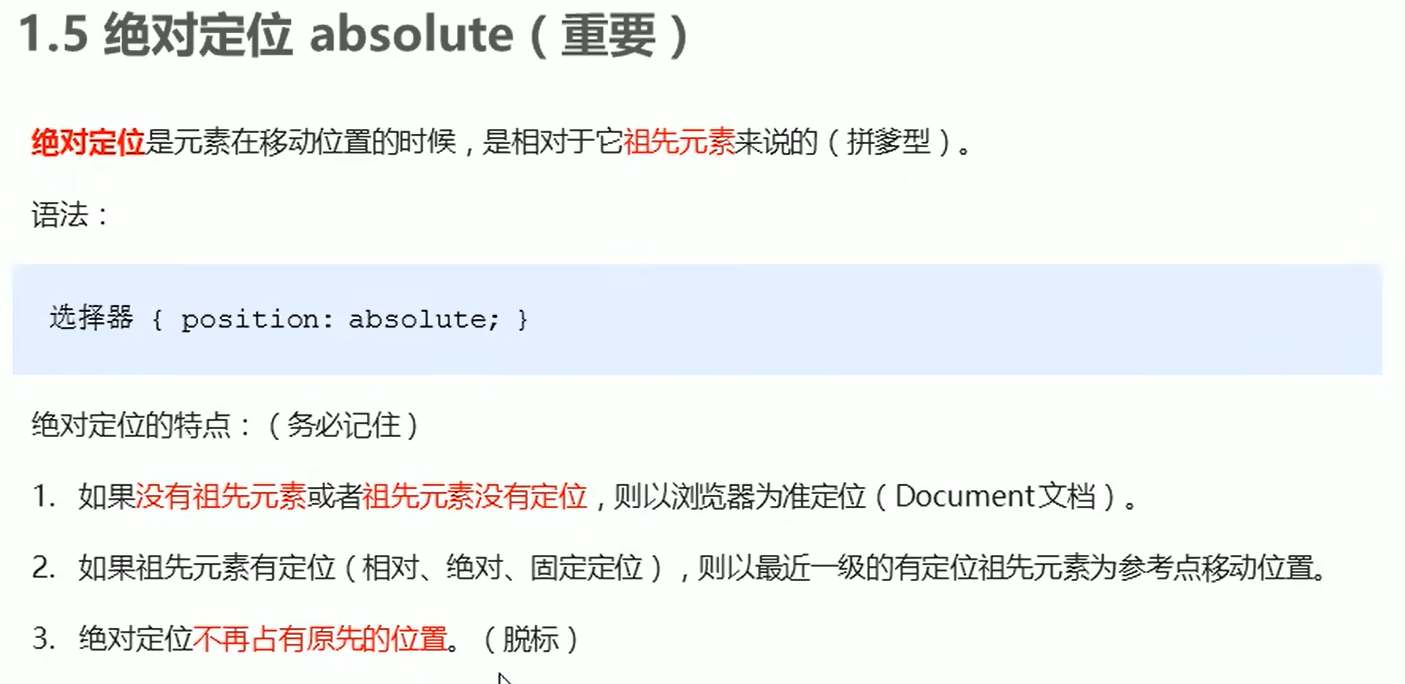 1.5 绝对定位 absolute（重要）
绝对定位是元素在移动位置的时候，是相对于它祖先元素来说的（拼爹型）。
语法：
选择器 { position: absolute; }
绝对定位的特点：（务必记住）
1. 如果没有祖先元素或者祖先元素没有定位，则以浏览器为准定位（Document文档）。
2. 如果祖先元素有定位（相对、绝对、固定定位），则以最近一级的有定位祖先元素为参考点移动位置。
3. 绝对定位不再占有原先的位置。（脱标）